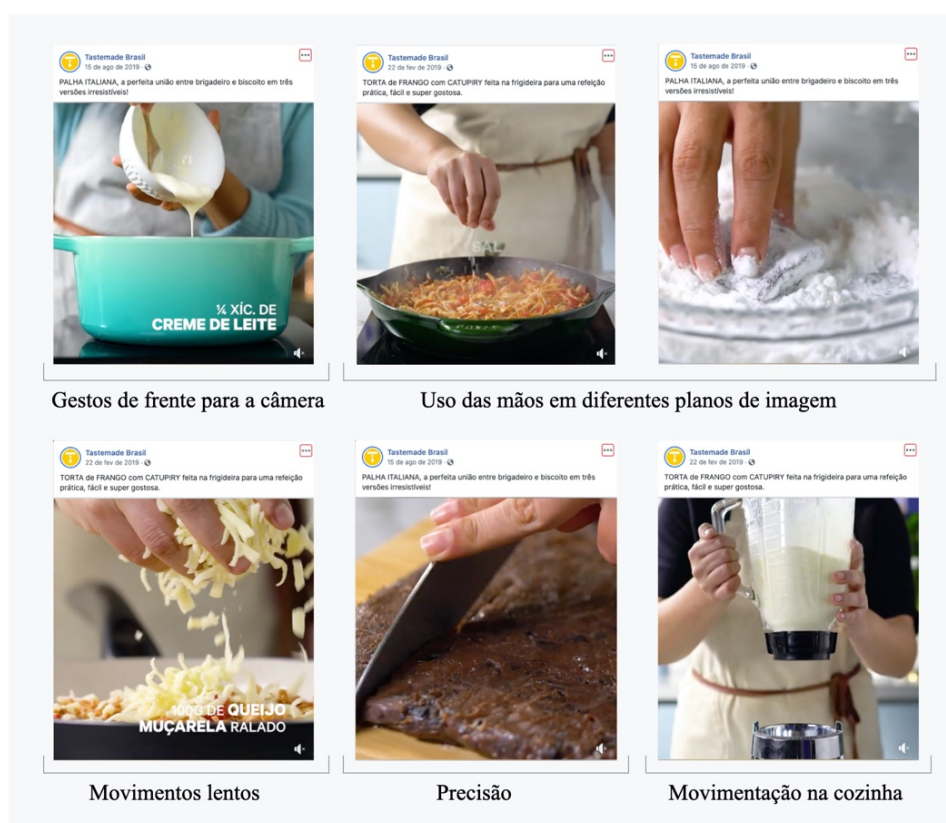 Tastemade Brasil
15 de ago de 2019 ·
PALHA ITALIANA, a perfeita união entre brigadeiro e biscoito em três
versões irresistíveis!
¼ XÍC. DE
CREME DE LEITE
Tastemade Brasil
22 de fev de 2019 ·
TORTA de FRANGO com CATUPIRY feita na frigideira para uma refeição
prática, fácil e super gostosa.
SAL
Tastemade Brasil
15 de ago de 2019 ·
PALHA ITALIANA, a perfeita união entre brigadeiro e biscoito em três
versões irresistíveis!
Gestos de frente para a câmera
Uso das mãos em diferentes planos de imagem
Tastemade Brasil
22 de fev de 2019 ·
TORTA de FRANGO com CATUPIRY feita na frigideira para uma refeição
prática, fácil e super gostosa.
100G DE QUEIJO
MUÇARELA RALADO
Tastemade Brasil
15 de ago de 2019 ·
PALHA ITALIANA, a perfeita união entre brigadeiro e biscoito em três
versões irresistíveis!
Tastemade Brasil
22 de fev de 2019 ·
TORTA de FRANGO com CATUPIRY feita na frigideira para uma refeição
prática, fácil e super gostosa.
Movimentos lentos
Precisão
Movimentação na cozinha